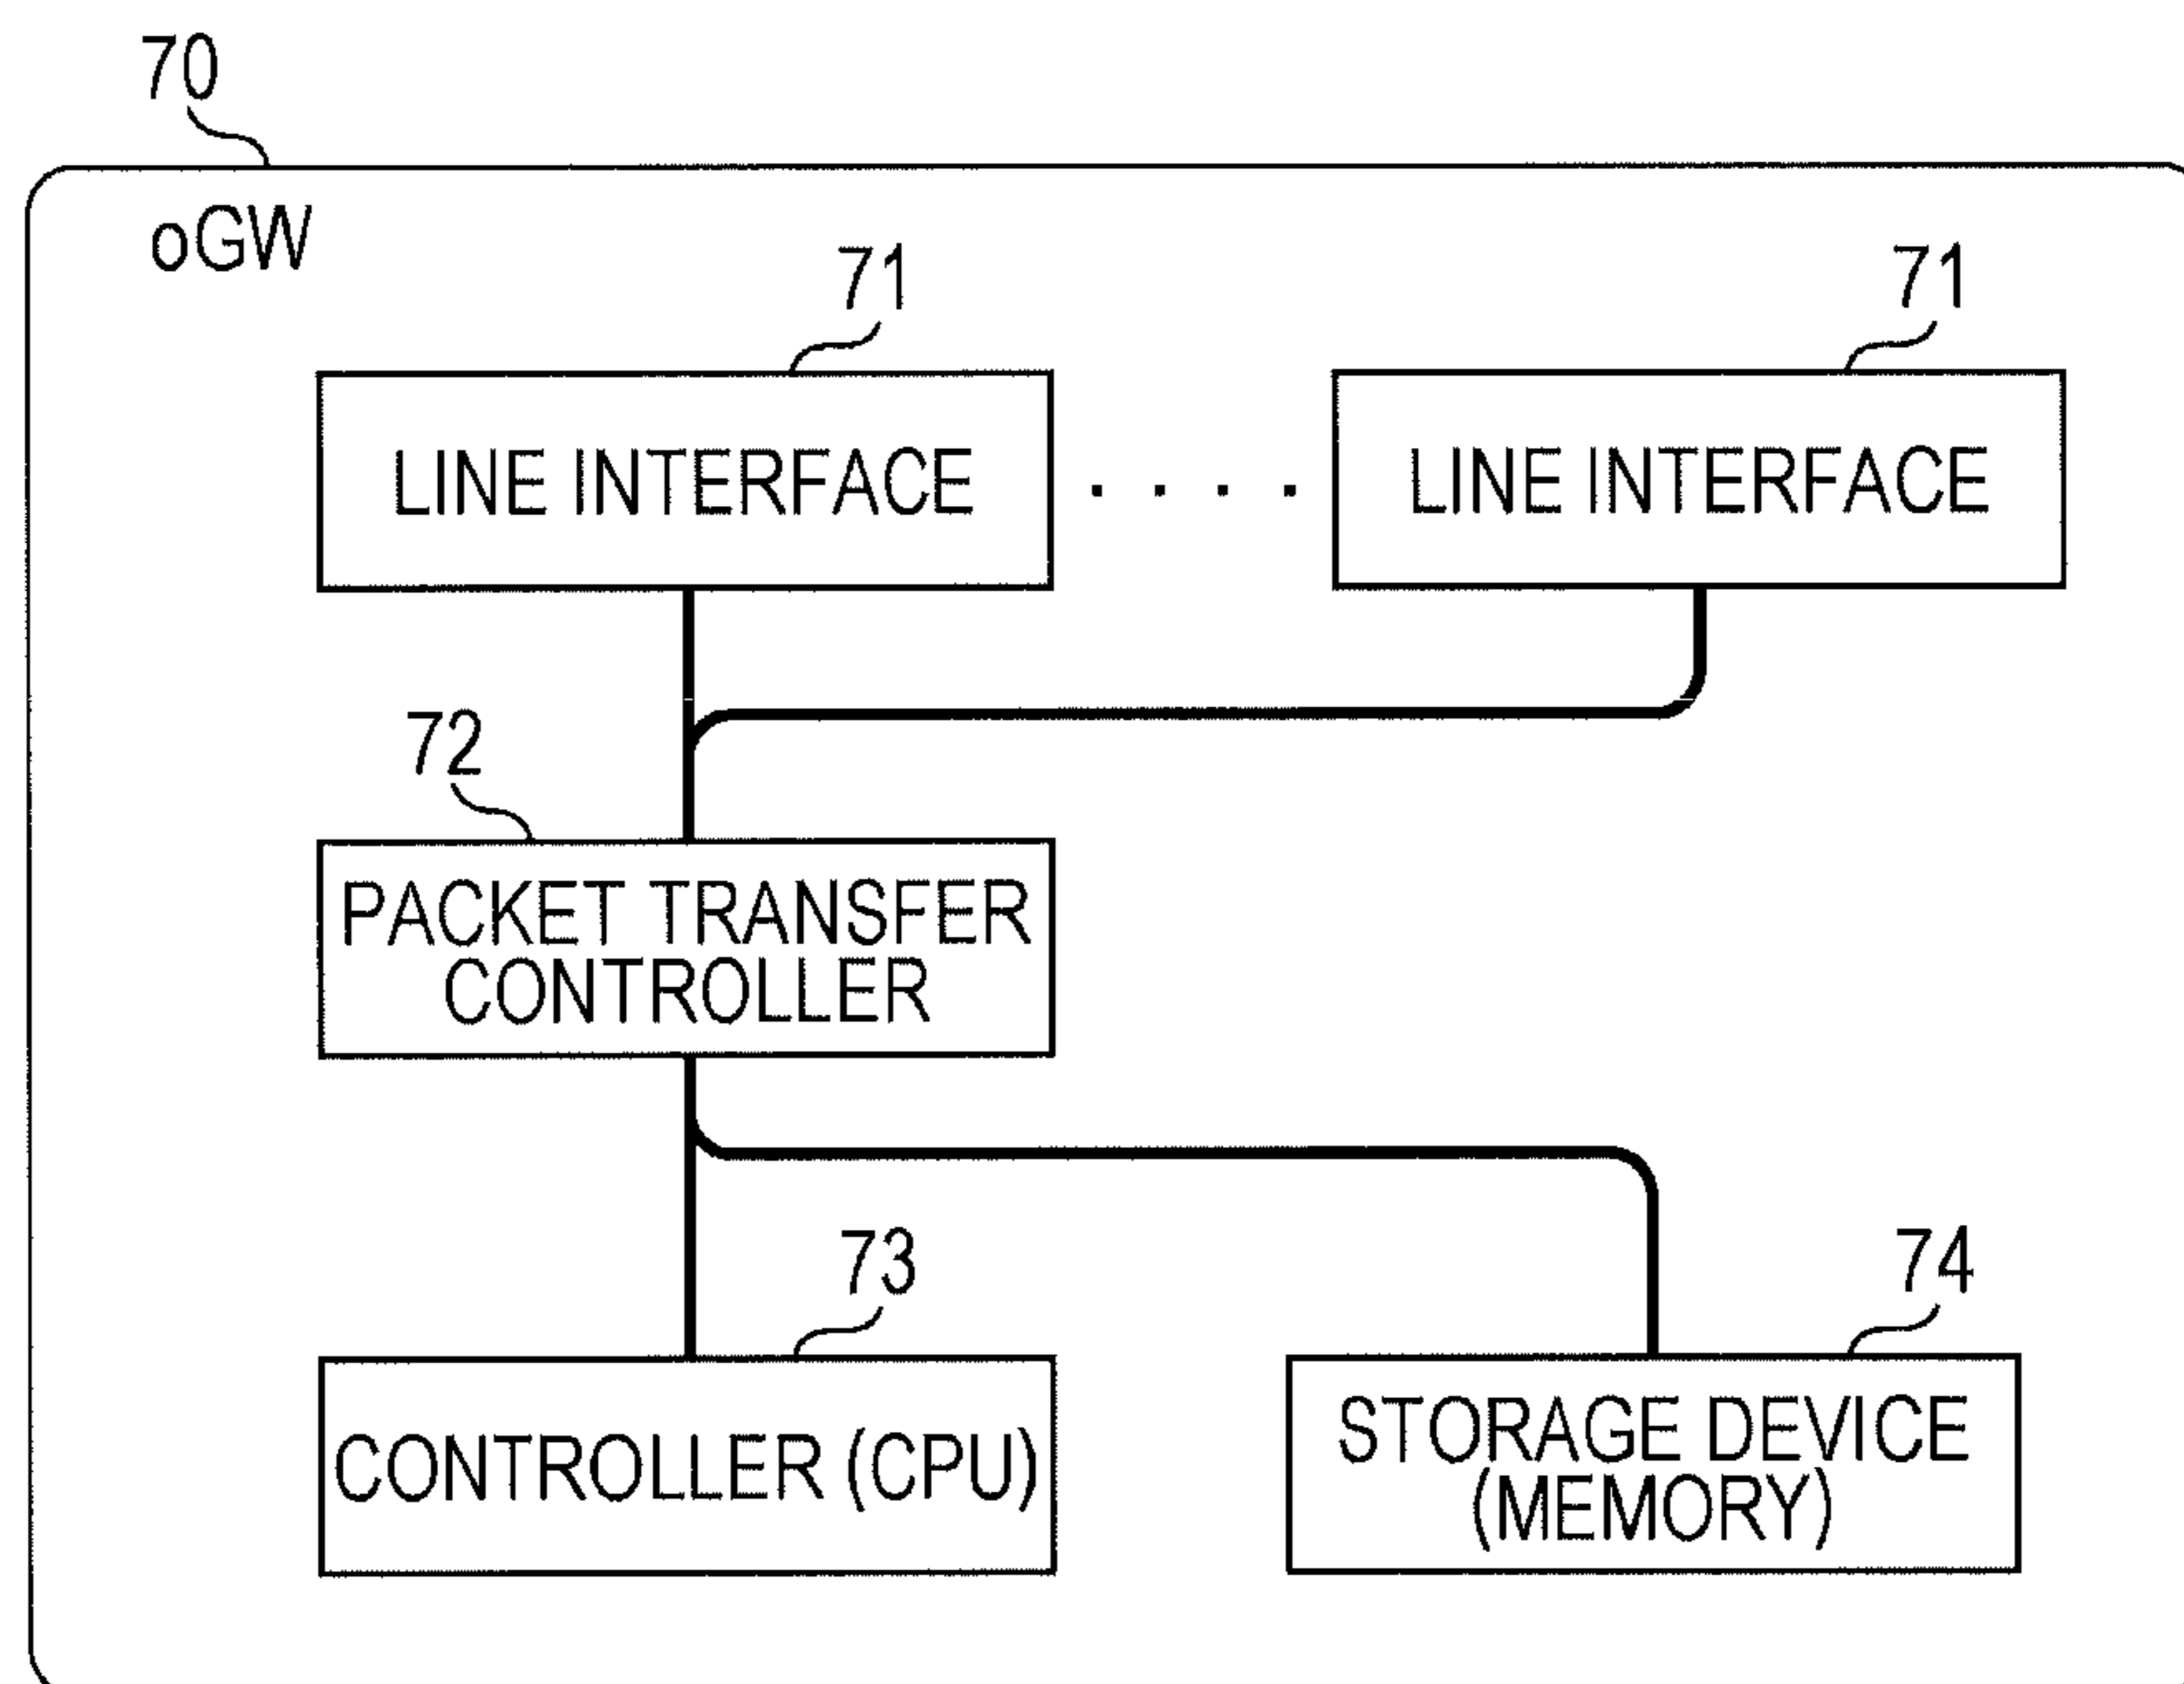 70
oGW
71
71
LINE INTERFACE
. . . .
LINE INTERFACE
72
PACKET TRANSFER
CONTROLLER
73
74
CONTROLLER (CPU)
STORAGE DEVICE
(MEMORY)